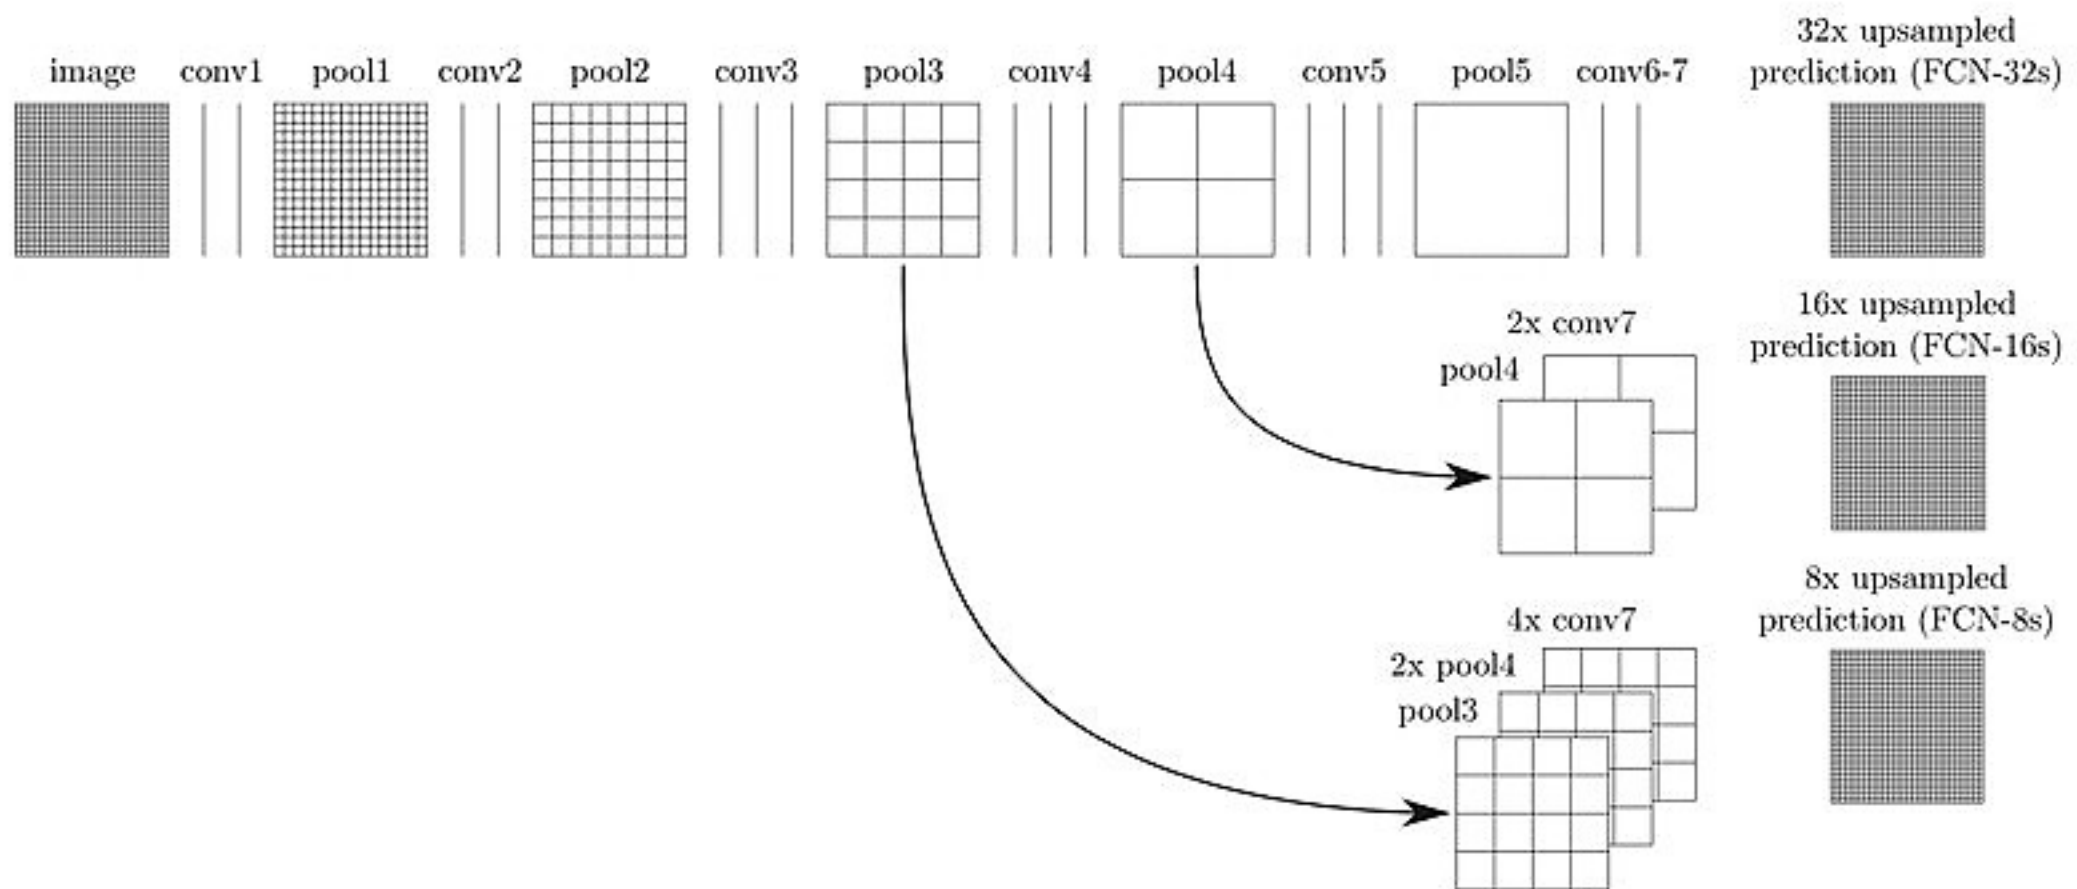 32x upsampled
image conv1 pool1 conv2 pool2 conv3 pool3 conv4 pool4 conv5 pool5 conv6-7 prediction (FCN-32s)
16x upsampled
2x conv7
prediction (FCN-16s)
pool4
8x upsampled
4x conv7
prediction (FCN-8s)
2x pool4
pool3